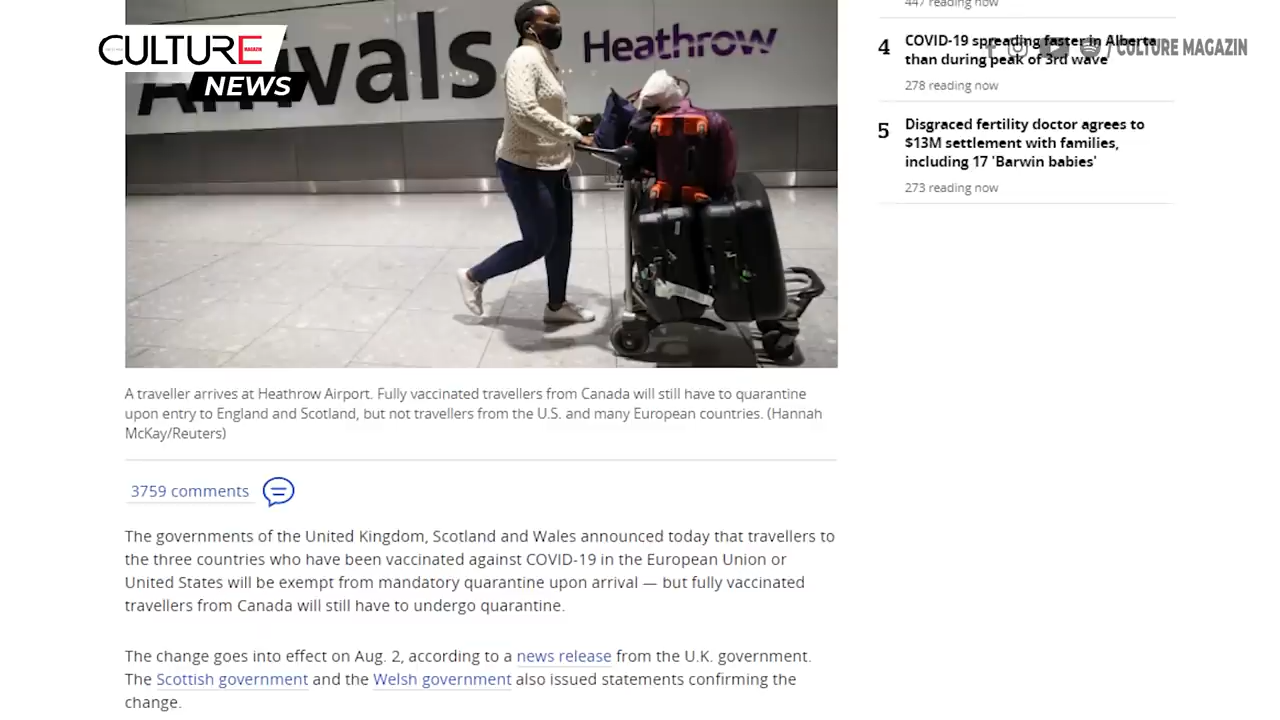 CULTURE
MAGAZIN
NEWS
Arrivals
Heathrow
447 reading now
4
COVID-19 spreading faster in Alberta
than during peak of 3rd wave
/ CULTURE MAGAZIN
278 reading now
5
Disgraced fertility doctor agrees to
$13M settlement with families,
including 17 'Barwin babies'
273 reading now
A traveller arrives at Heathrow Airport. Fully vaccinated travellers from Canada will still have to quarantine
upon entry to England and Scotland, but not travellers from the U.S. and many European countries. (Hannah
McKay/Reuters)
3759 comments
The governments of the United Kingdom, Scotland and Wales announced today that travellers to
the three countries who have been vaccinated against COVID-19 in the European Union or
United States will be exempt from mandatory quarantine upon arrival — but fully vaccinated
travellers from Canada will still have to undergo quarantine.
The change goes into effect on Aug. 2, according to a news release from the U.K. government.
The Scottish government and the Welsh government also issued statements confirming the
change.